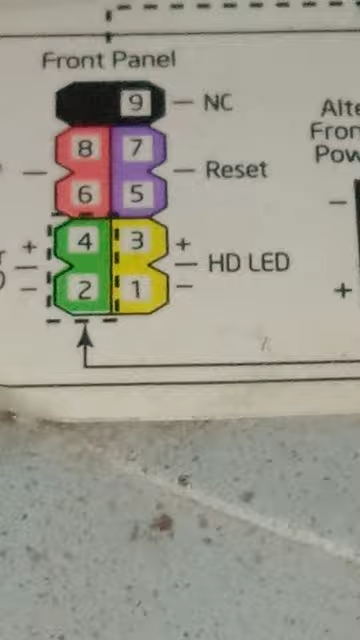 Front Panel
9 — NC
8 7
Reset
6 5
+ 4 3 +
HD LED
− 2 1 −
Alte
Fron
Pow
−
+